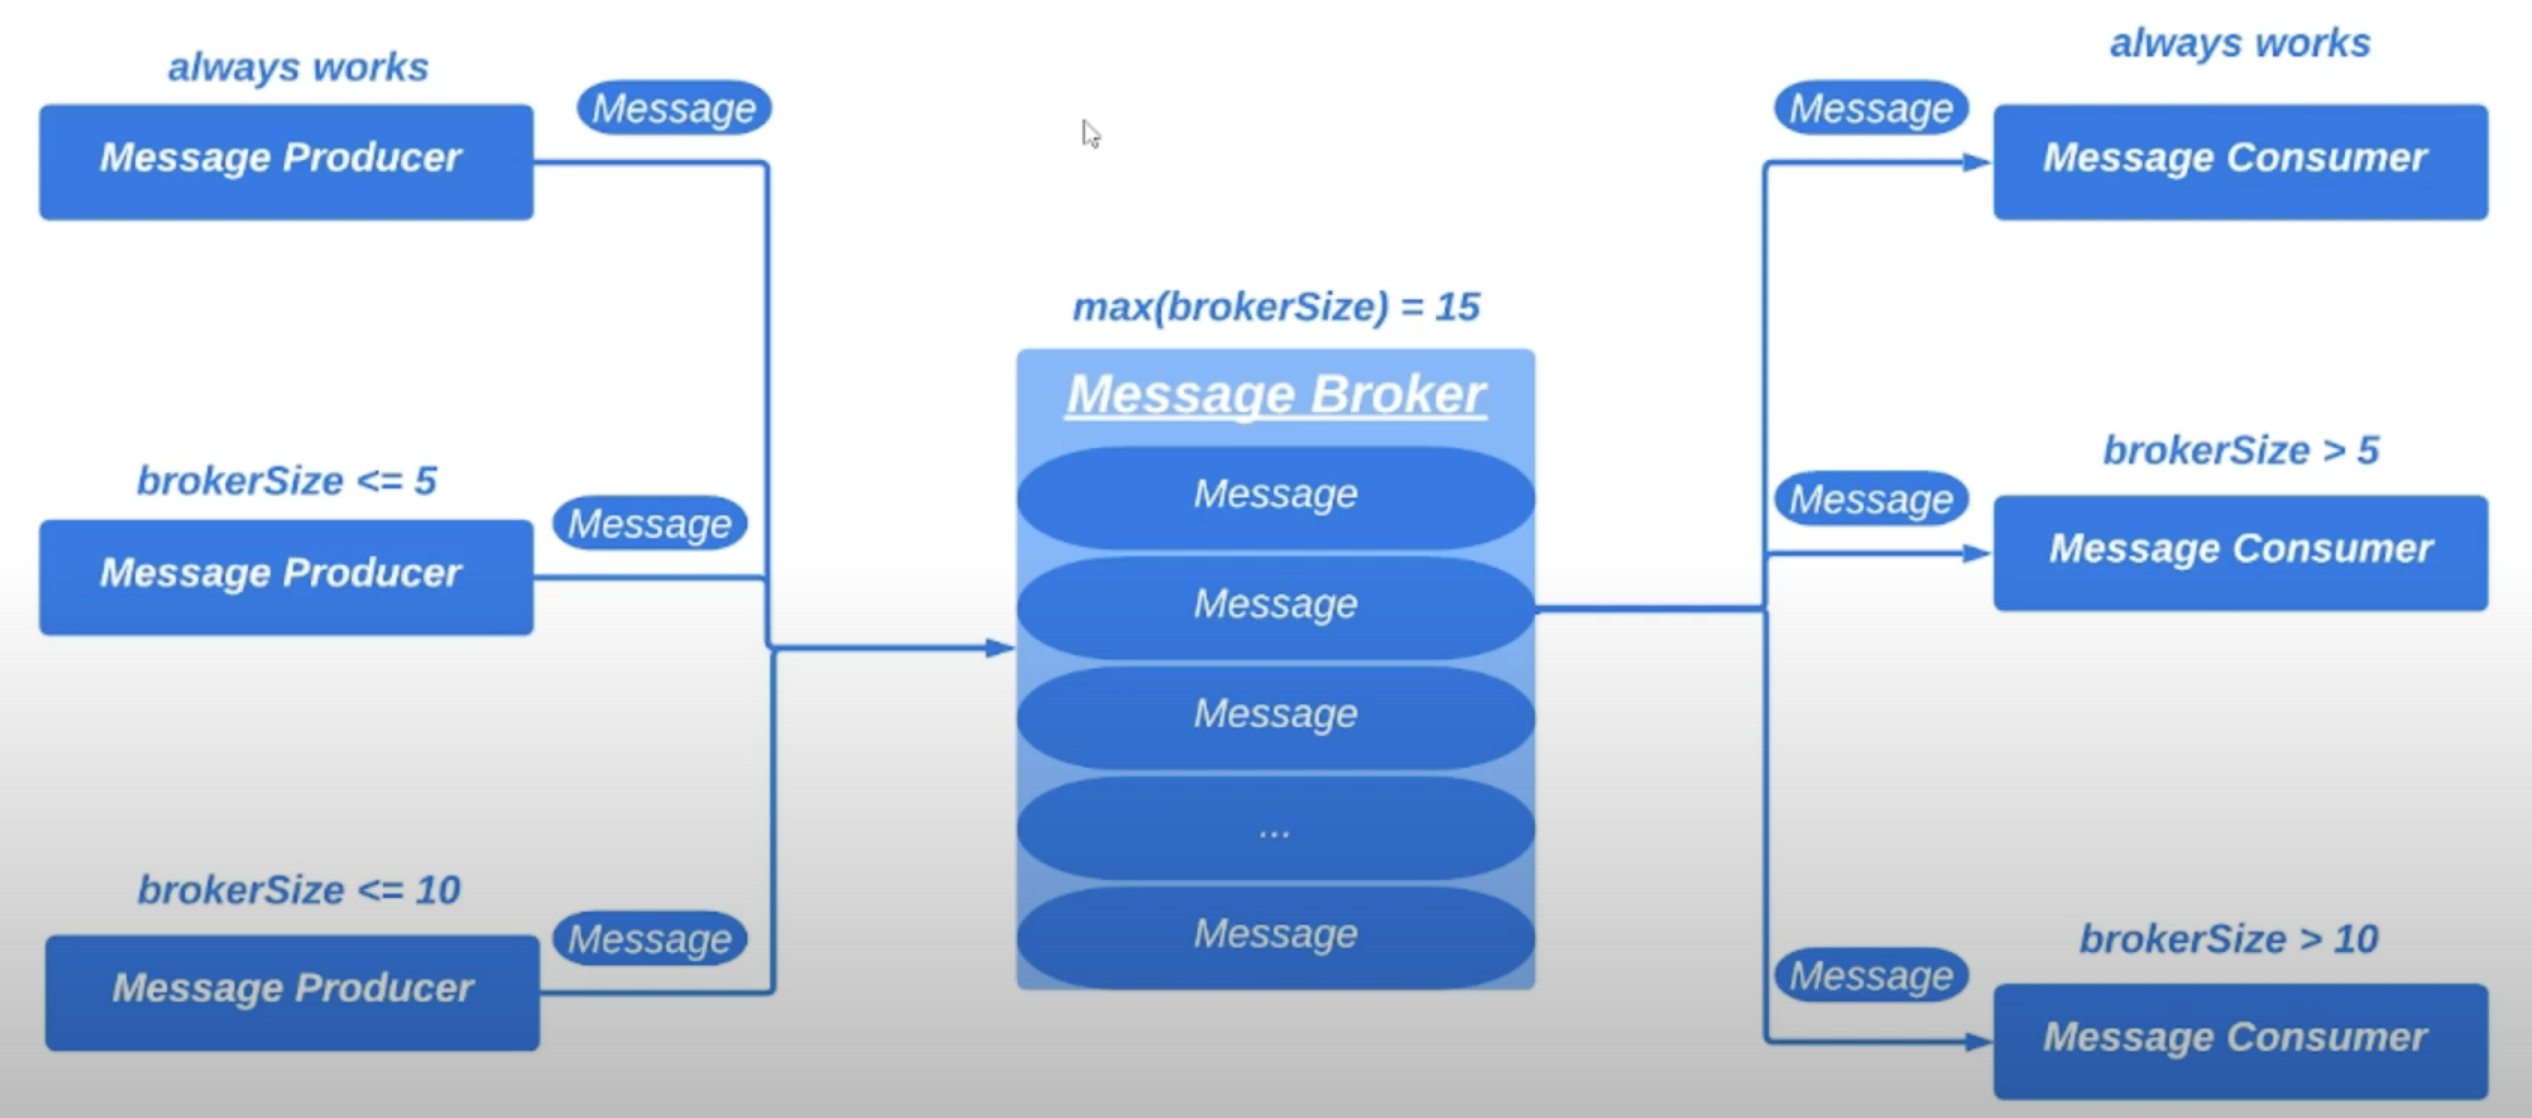 always works
Message Producer
Message
brokerSize <= 5
Message Producer
Message
brokerSize <= 10
Message Producer
Message
max(brokerSize) = 15
Message Broker
Message
Message
Message
...
Message
always works
Message
Message Consumer
brokerSize > 5
Message
Message Consumer
brokerSize > 10
Message
Message Consumer